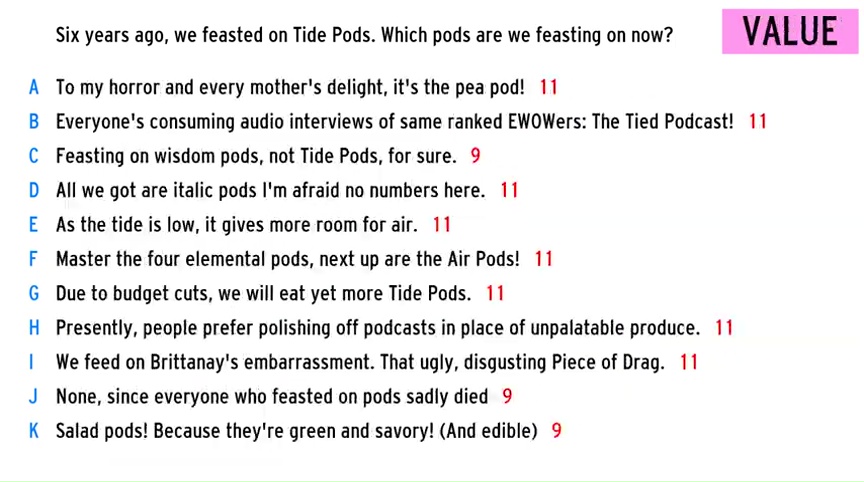 Six years ago, we feasted on Tide Pods. Which pods are we feasting on now? VALUE
A To my horror and every mother's delight, it's the pea pod! 11
B Everyone's consuming audio interviews of same ranked EWOWers: The Tied Podcast! 11
C Feasting on wisdom pods, not Tide Pods, for sure. 9
D All we got are italic pods I'm afraid no numbers here. 11
E As the tide is low, it gives more room for air. 11
F Master the four elemental pods, next up are the Air Pods! 11
G Due to budget cuts, we will eat yet more Tide Pods. 11
H Presently, people prefer polishing off podcasts in place of unpalatable produce. 11
I We feed on Brittanay's embarrassment. That ugly, disgusting Piece of Drag. 11
J None, since everyone who feasted on pods sadly died 9
K Salad pods! Because they're green and savory! (And edible) 9